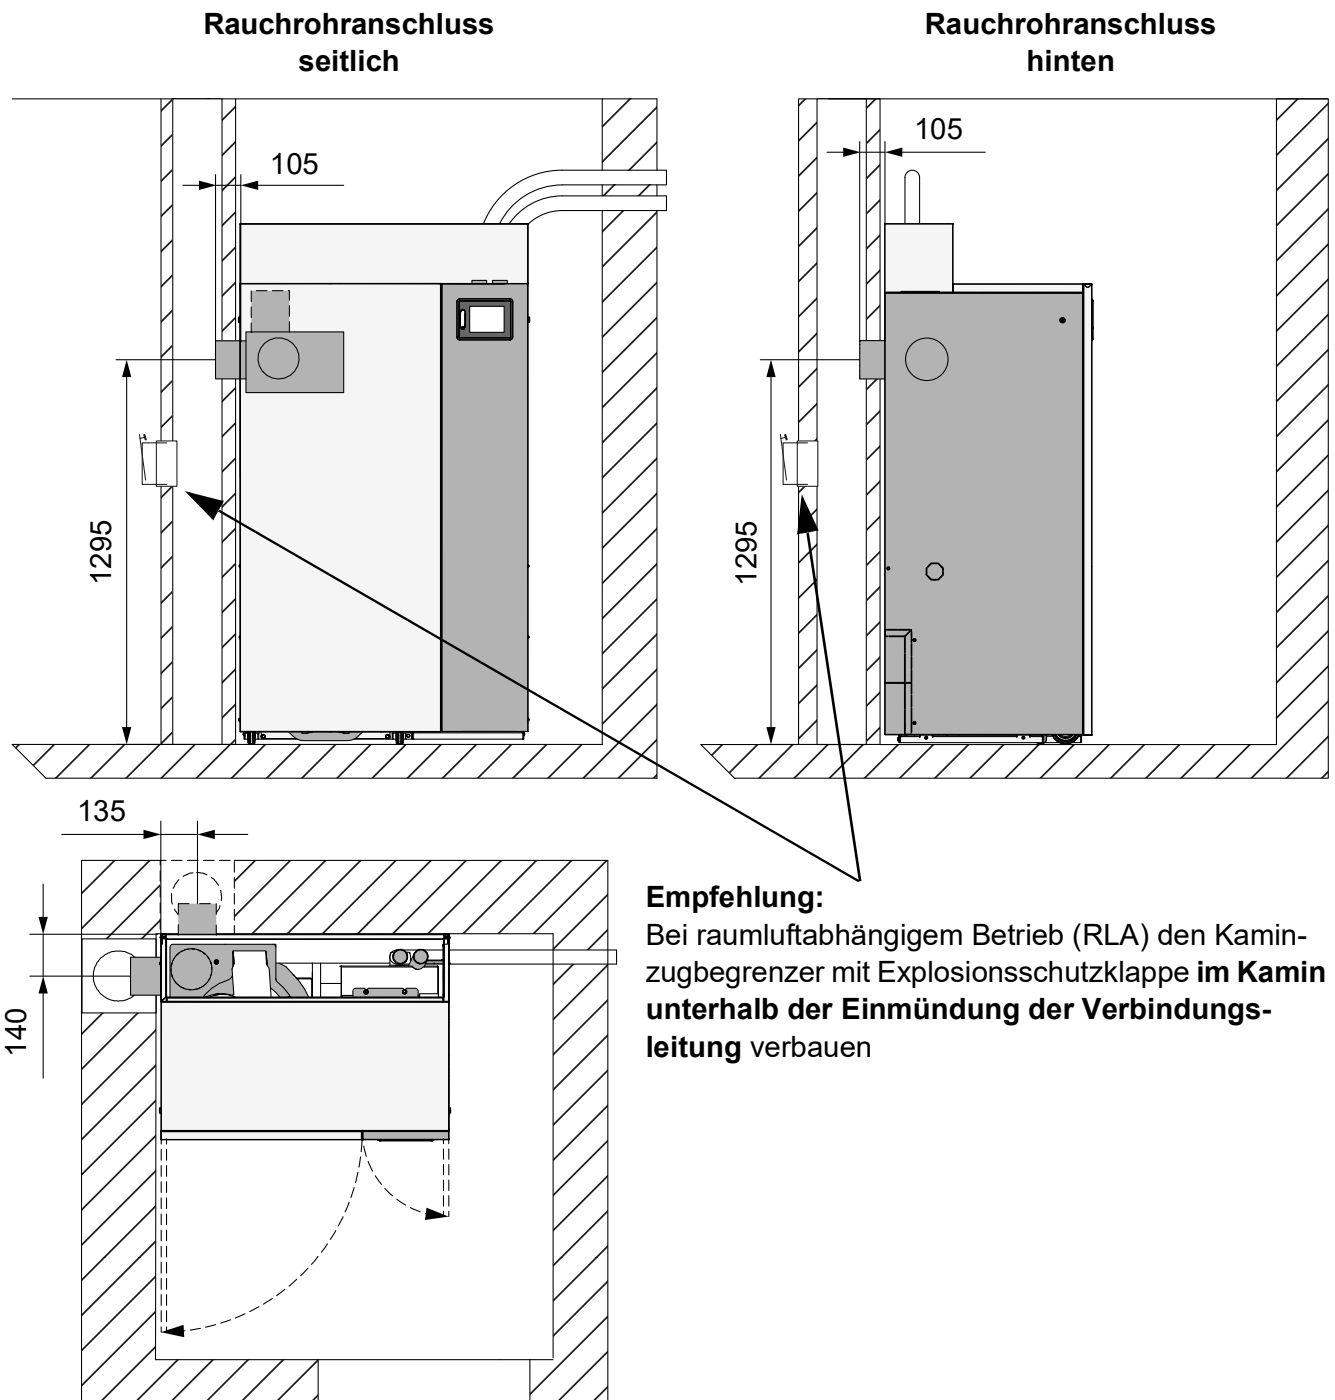 Rauchrohranschluss
seitlich
Rauchrohranschluss
hinten
105
105
1295
1295
135
140
Empfehlung:
Bei raumluftabhängigem Betrieb (RLA) den Kamin-
zugbegrenzer mit Explosionsschutzklappe im Kamin
unterhalb der Einmündung der Verbindungs-
leitung verbauen